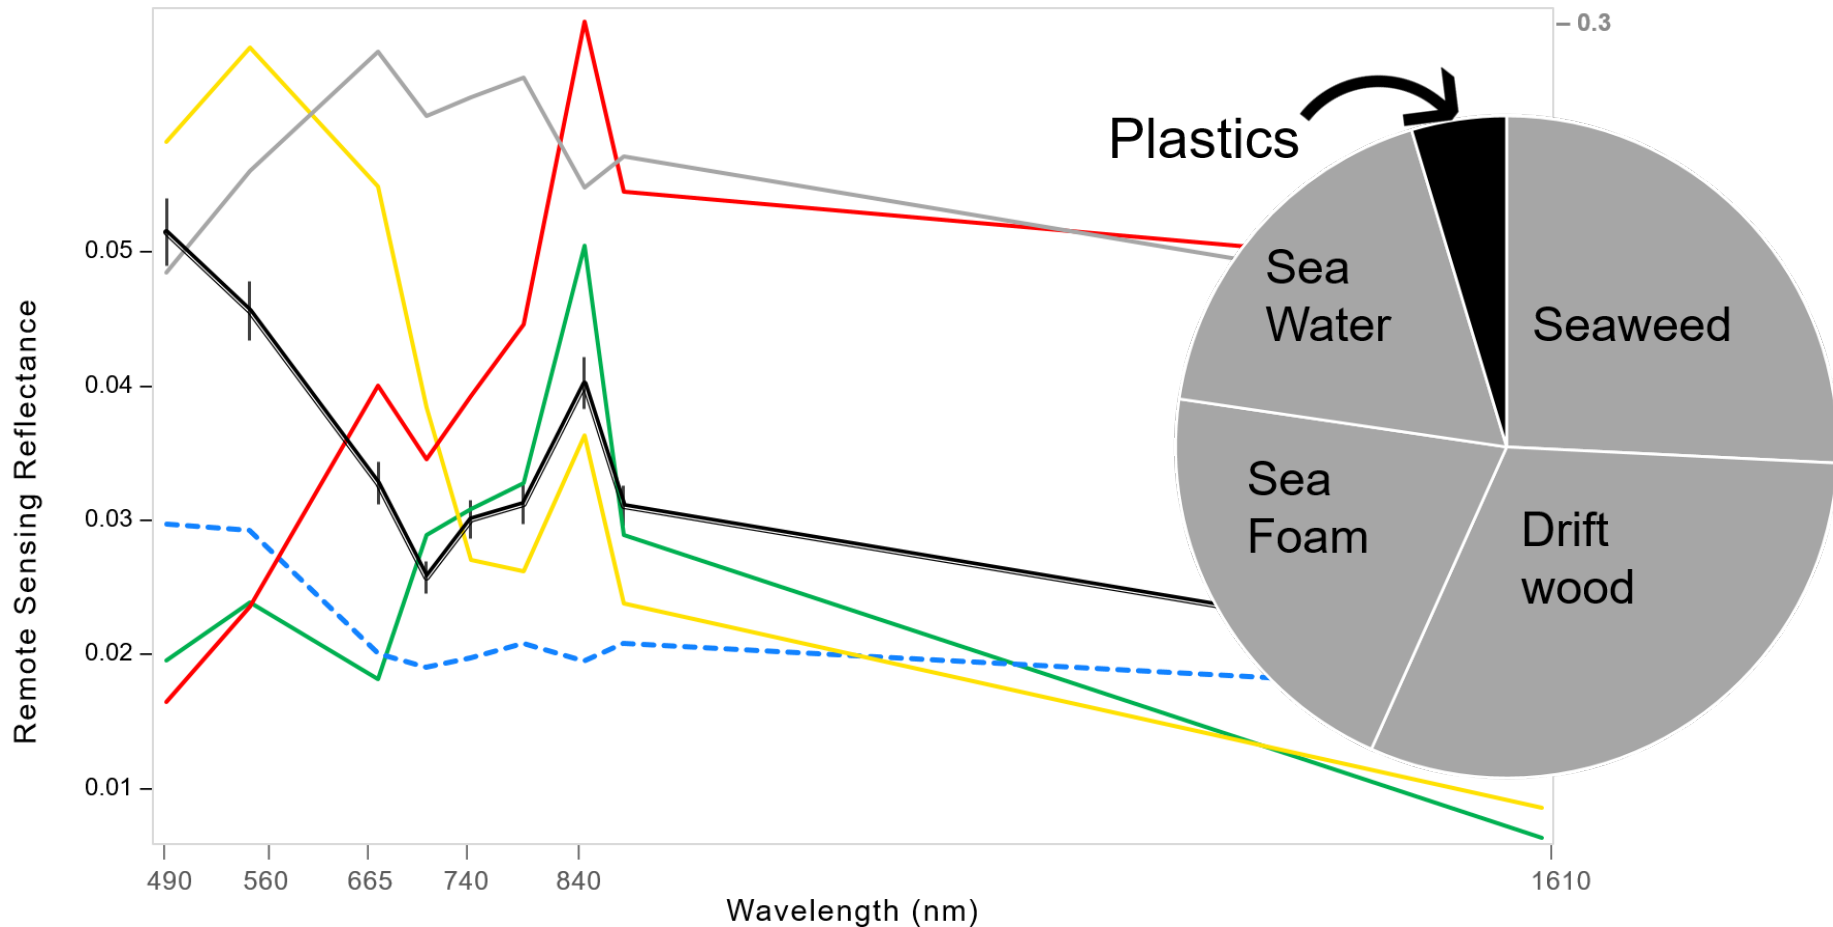 0.3
Plastics
Sea
Water
Seaweed
Sea
Foam
Drift
wood
Remote Sensing Reflectance
0.05
0.04
0.03
0.02
0.01
490
560
665
740
840
1610
Wavelength (nm)